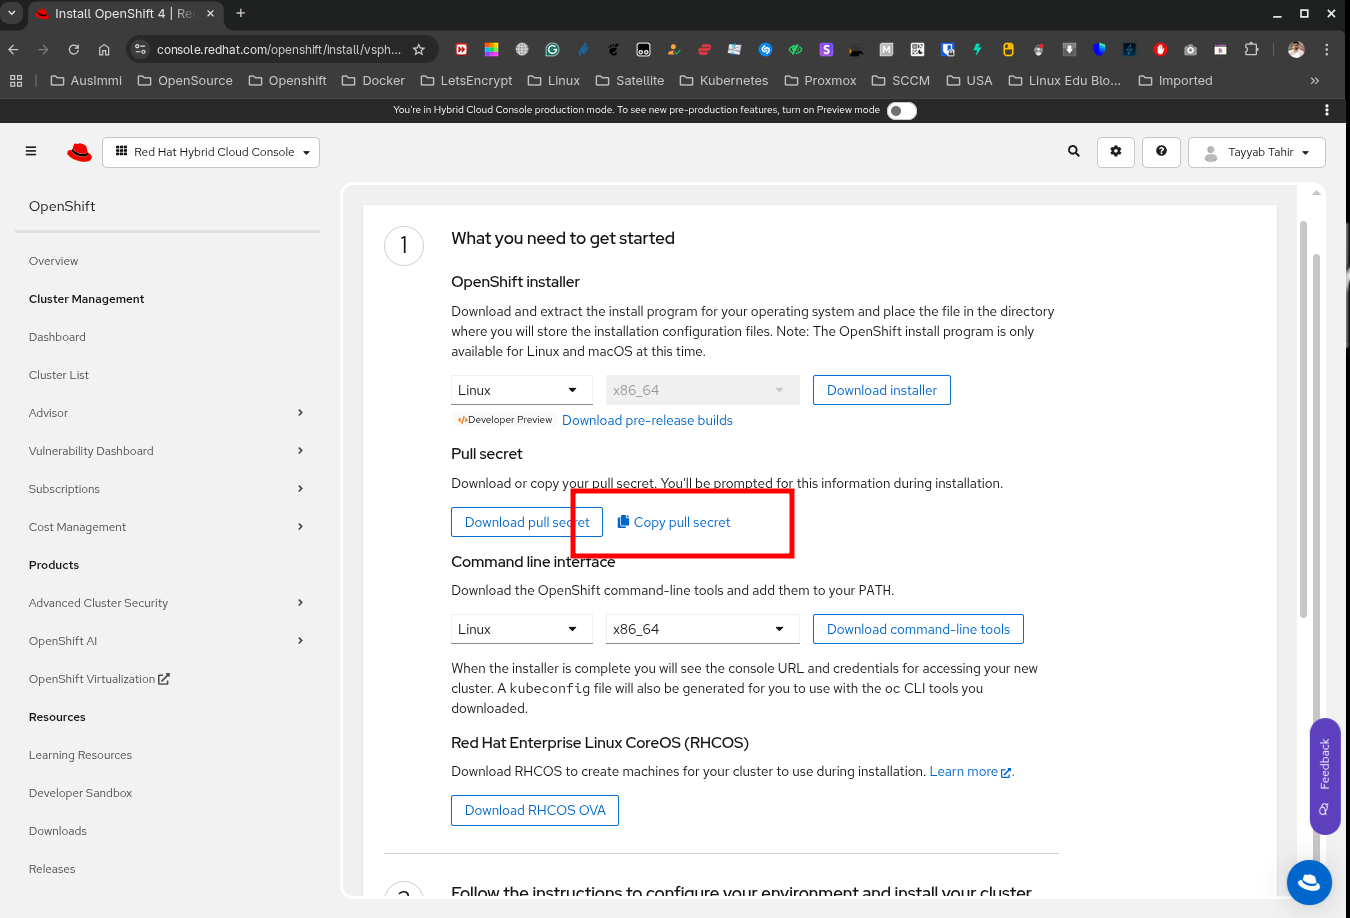 Install OpenShift 4 | Re
console.redhat.com/openshift/install/vsph...
AusImmi
OpenSource
Openshift
Docker
LetsEncrypt
Linux
Satellite
Kubernetes
Proxmox
SCCM
USA
Linux Edu Blo...
Imported
You're in Hybrid Cloud Console production mode. To see new pre-production features, turn on Preview mode
Red Hat Hybrid Cloud Console
Tayyab Tahir
OpenShift
Overview
Cluster Management
Dashboard
Cluster List
Advisor
Vulnerability Dashboard
Subscriptions
Cost Management
Products
Advanced Cluster Security
OpenShift AI
OpenShift Virtualization
Resources
Learning Resources
Developer Sandbox
Downloads
Releases
1
What you need to get started
OpenShift installer
Download and extract the install program for your operating system and place the file in the directory
where you will store the installation configuration files. Note: The OpenShift install program is only
available for Linux and macOS at this time.
Linux
x86_64
Download installer
</>Developer Preview
Download pre-release builds
Pull secret
Download or copy your pull secret. You'll be prompted for this information during installation.
Download pull secret
Copy pull secret
Command line interface
Download the OpenShift command-line tools and add them to your PATH.
Linux
x86_64
Download command-line tools
When the installer is complete you will see the console URL and credentials for accessing your new
cluster. A kubeconfig file will also be generated for you to use with the oc CLI tools you
downloaded.
Red Hat Enterprise Linux CoreOS (RHCOS)
Download RHCOS to create machines for your cluster to use during installation. Learn more.
Download RHCOS OVA
2
Follow the instructions to configure your environment and install your cluster
Feedback